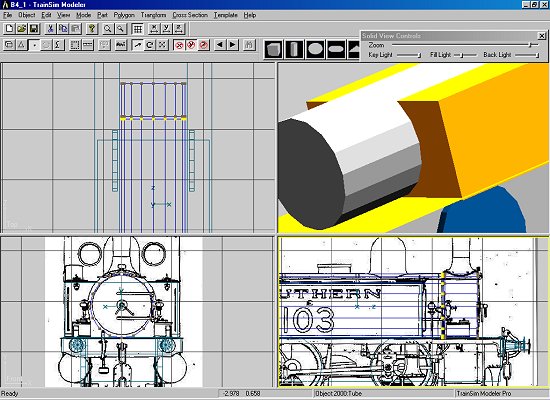 B4_1 - TrainSim Modeler
File Object Edit View Mode Part Polygon Transform Cross Section Template Help
Solid View Controls
Zoom
Key Light Fill Light Back Light
z
y x
Top
UTHERN
103
Front
Ready -2.978 0.658 Object 2000:Tube TrainSim Modeler Pro